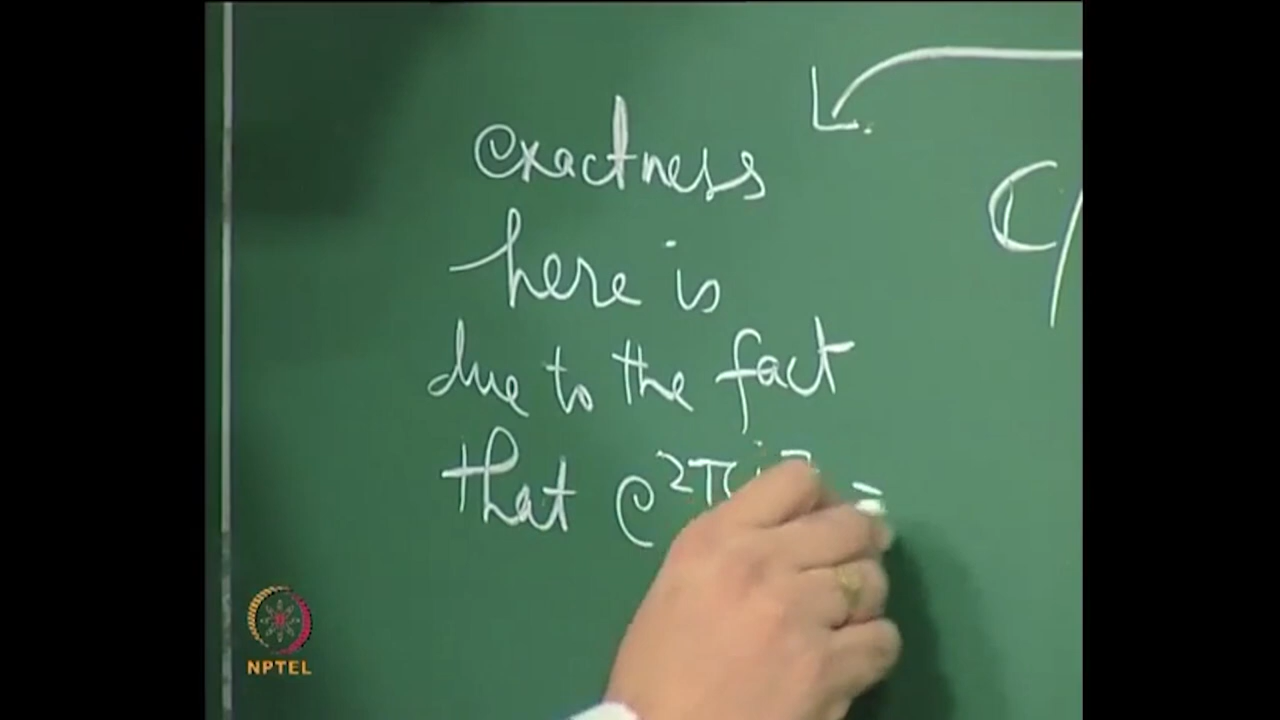 exactness
here is
due to the fact
that e^{2πi z} =
ℂ/
NPTEL